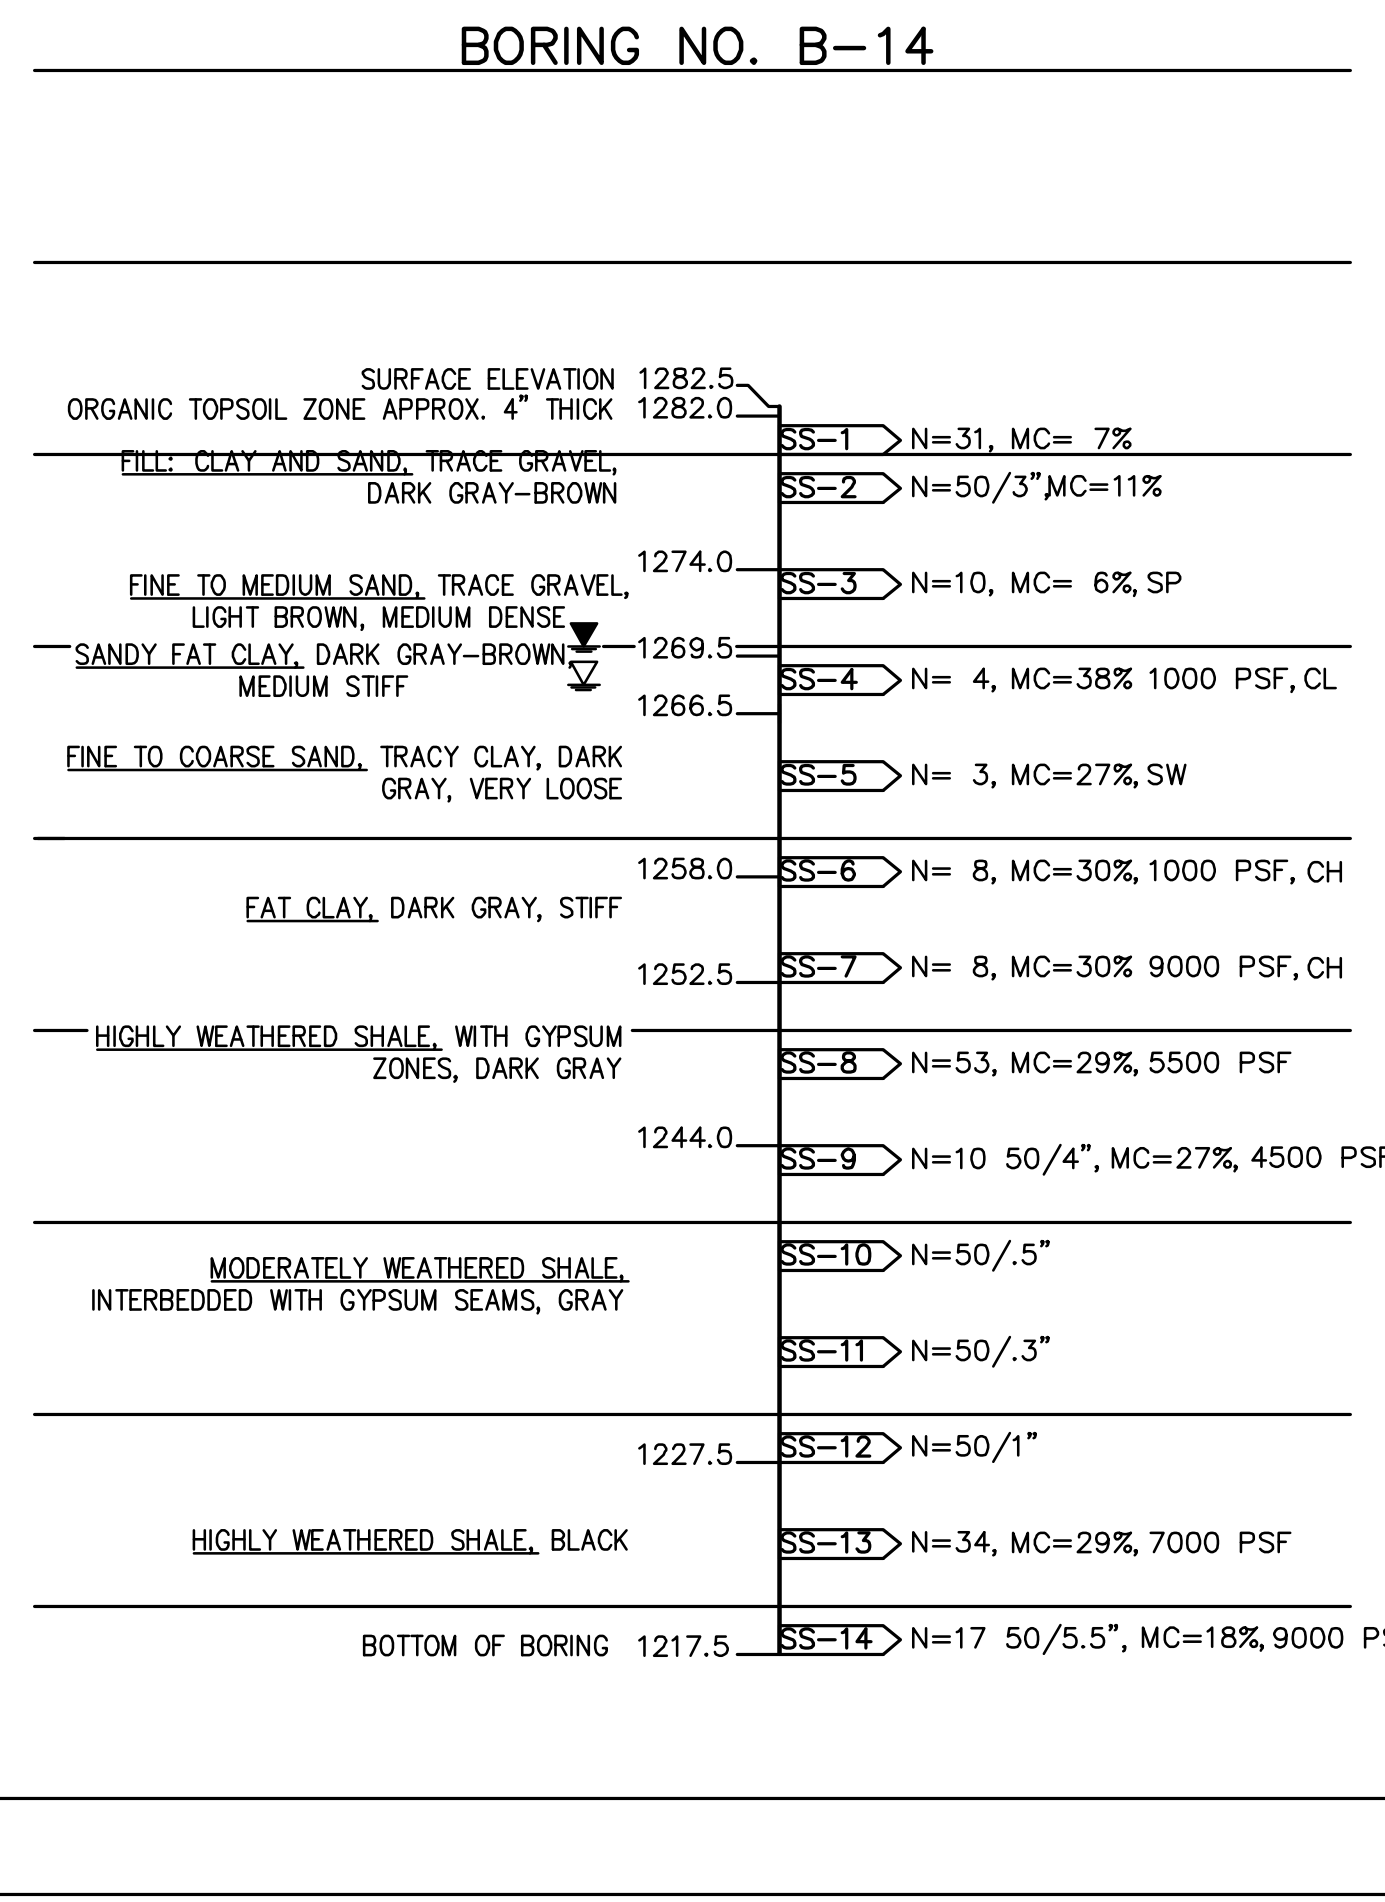 BORING NO. B-14
SURFACE ELEVATION 1282.5
ORGANIC TOPSOIL ZONE APPROX. 4" THICK 1282.0
SS-1 N=31, MC= 7%
FILL: CLAY AND SAND, TRACE GRAVEL,
DARK GRAY-BROWN
SS-2 N=50/3", MC=11%
1274.0
SS-3 N=10, MC= 6%, SP
FINE TO MEDIUM SAND, TRACE GRAVEL,
LIGHT BROWN, MEDIUM DENSE
1269.5
SANDY FAT CLAY, DARK GRAY-BROWN,
MEDIUM STIFF
SS-4 N= 4, MC=38% 1000 PSF, CL
1266.5
FINE TO COARSE SAND, TRACY CLAY, DARK
GRAY, VERY LOOSE
SS-5 N= 3, MC=27%, SW
1258.0
SS-6 N= 8, MC=30%, 1000 PSF, CH
FAT CLAY, DARK GRAY, STIFF
1252.5
SS-7 N= 8, MC=30% 9000 PSF, CH
HIGHLY WEATHERED SHALE, WITH GYPSUM
ZONES, DARK GRAY
SS-8 N=53, MC=29%, 5500 PSF
1244.0
SS-9 N=10 50/4", MC=27%, 4500 PSF
SS-10 N=50/.5"
MODERATELY WEATHERED SHALE,
INTERBEDDED WITH GYPSUM SEAMS, GRAY
SS-11 N=50/.3"
1227.5
SS-12 N=50/1"
HIGHLY WEATHERED SHALE, BLACK
SS-13 N=34, MC=29%, 7000 PSF
BOTTOM OF BORING 1217.5
SS-14 N=17 50/5.5", MC=18%, 9000